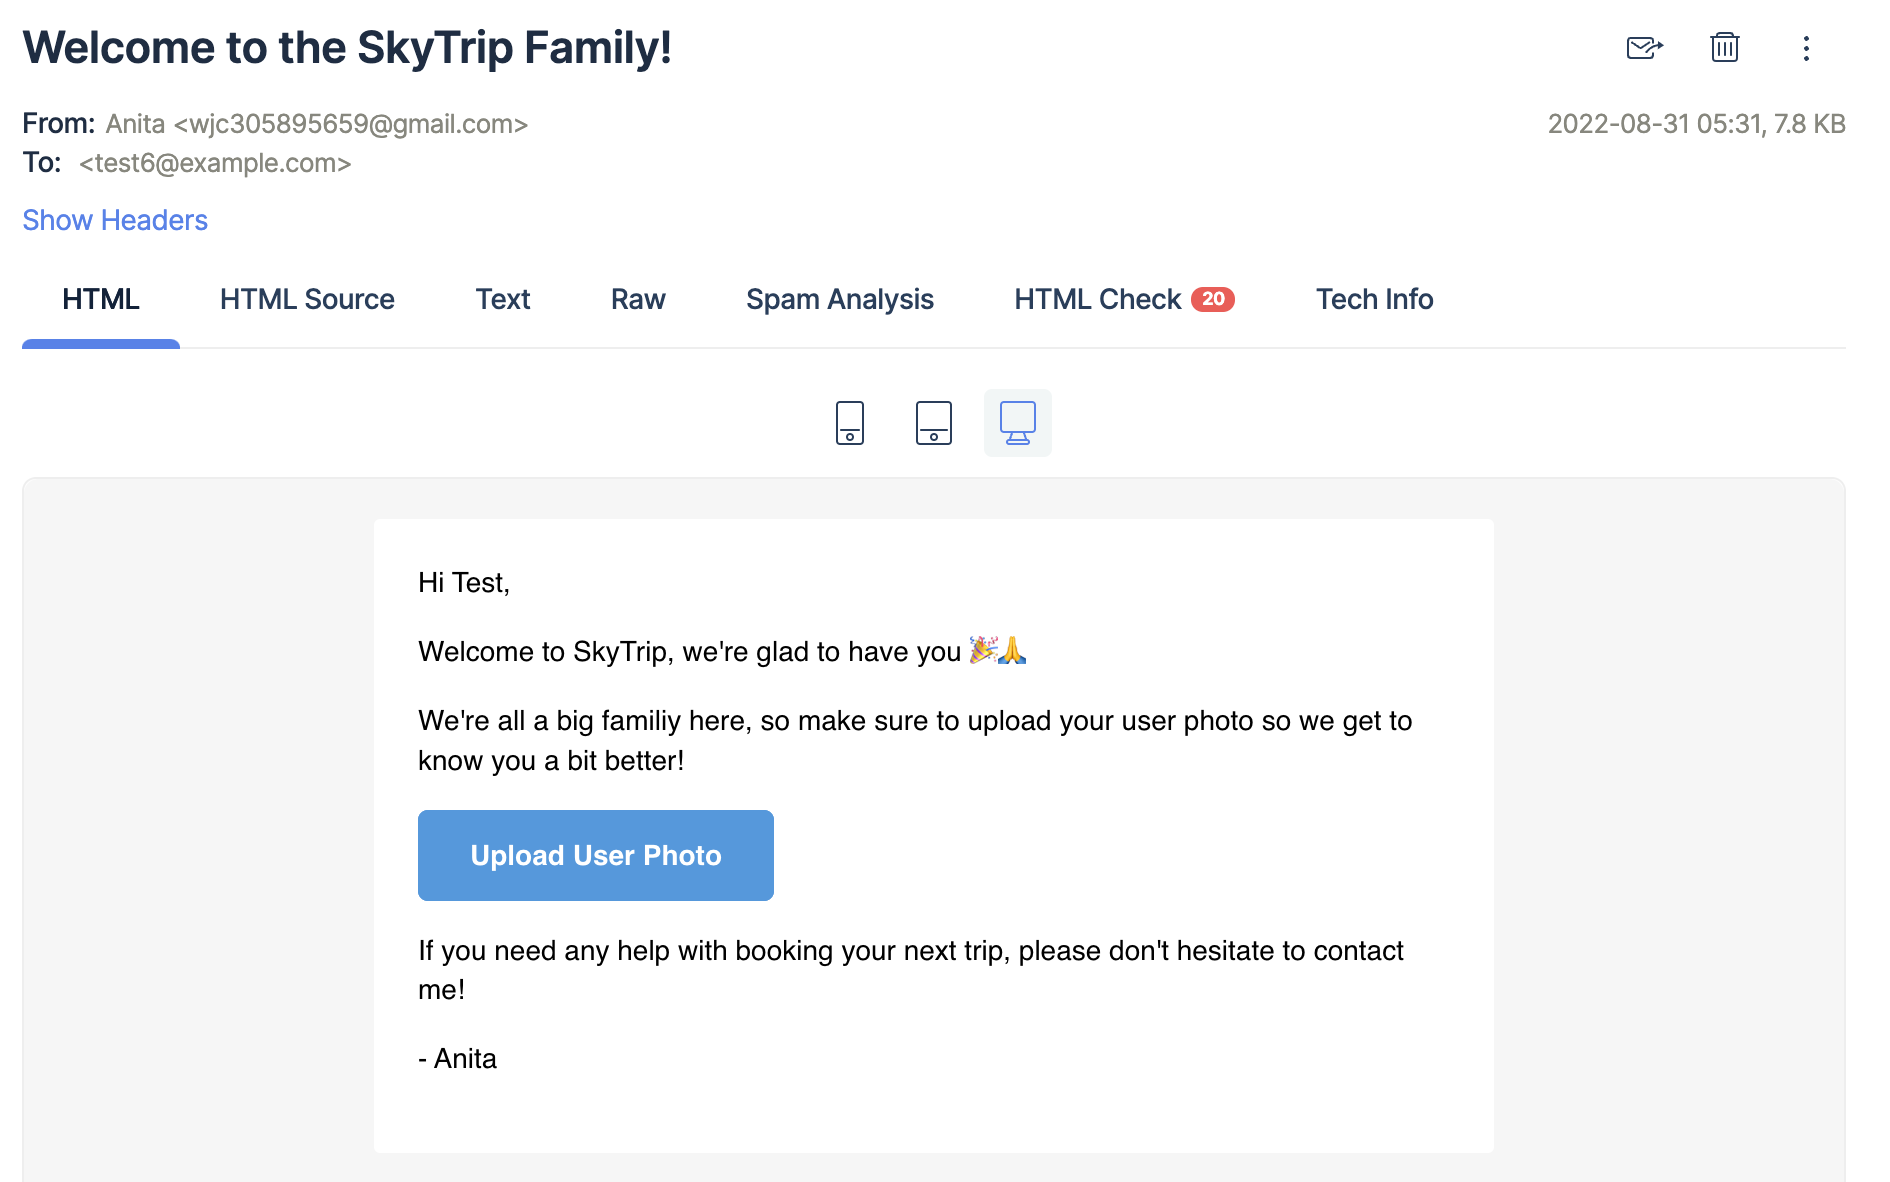 Welcome to the SkyTrip Family!
From: Anita <wjc305895659@gmail.com>
2022-08-31 05:31, 7.8 KB
To: <test6@example.com>
Show Headers
HTML HTML Source Text Raw Spam Analysis HTML Check 20 Tech Info
Hi Test,
Welcome to SkyTrip, we're glad to have you 🎉🙏
We're all a big familiy here, so make sure to upload your user photo so we get to
know you a bit better!
Upload User Photo
If you need any help with booking your next trip, please don't hesitate to contact
me!
- Anita